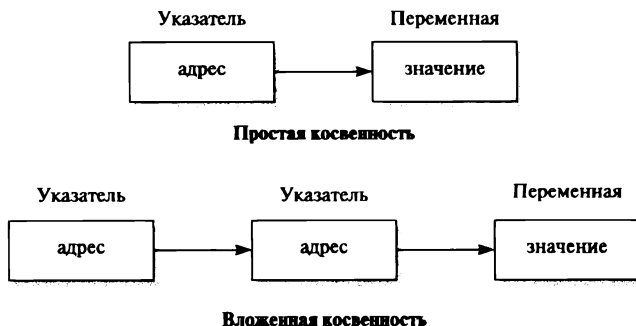 Указатель Переменная
адрес значение
Простая косвенность
Указатель Указатель Переменная
адрес адрес значение
Вложенная косвенность